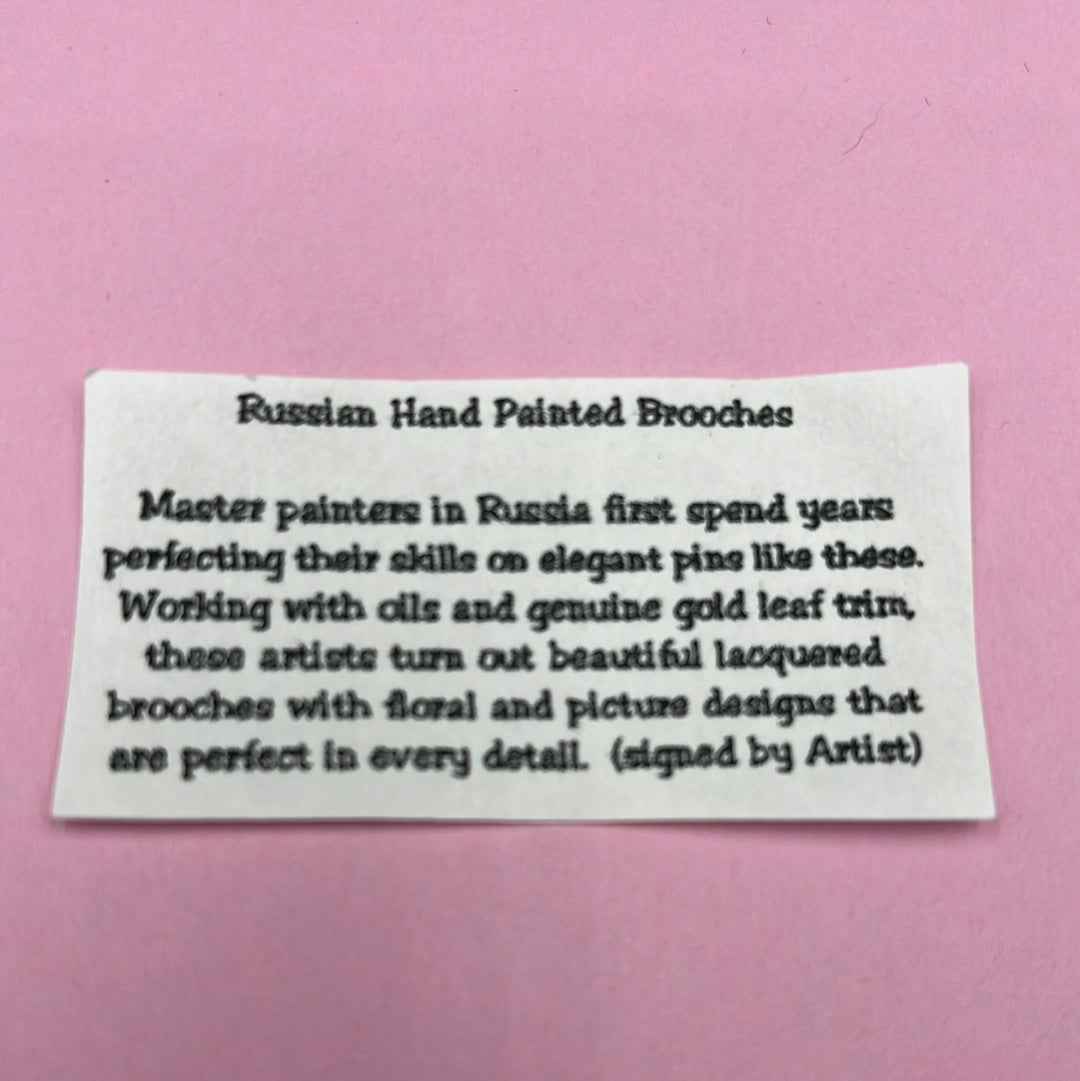 Russian Hand Painted Brooches
Master painters in Russia first spend years
perfecting their skills on elegant pins like these.
Working with oils and genuine gold leaf trim,
these artists turn out beautiful lacquered
brooches with floral and picture designs that
are perfect in every detail. (signed by Artist)